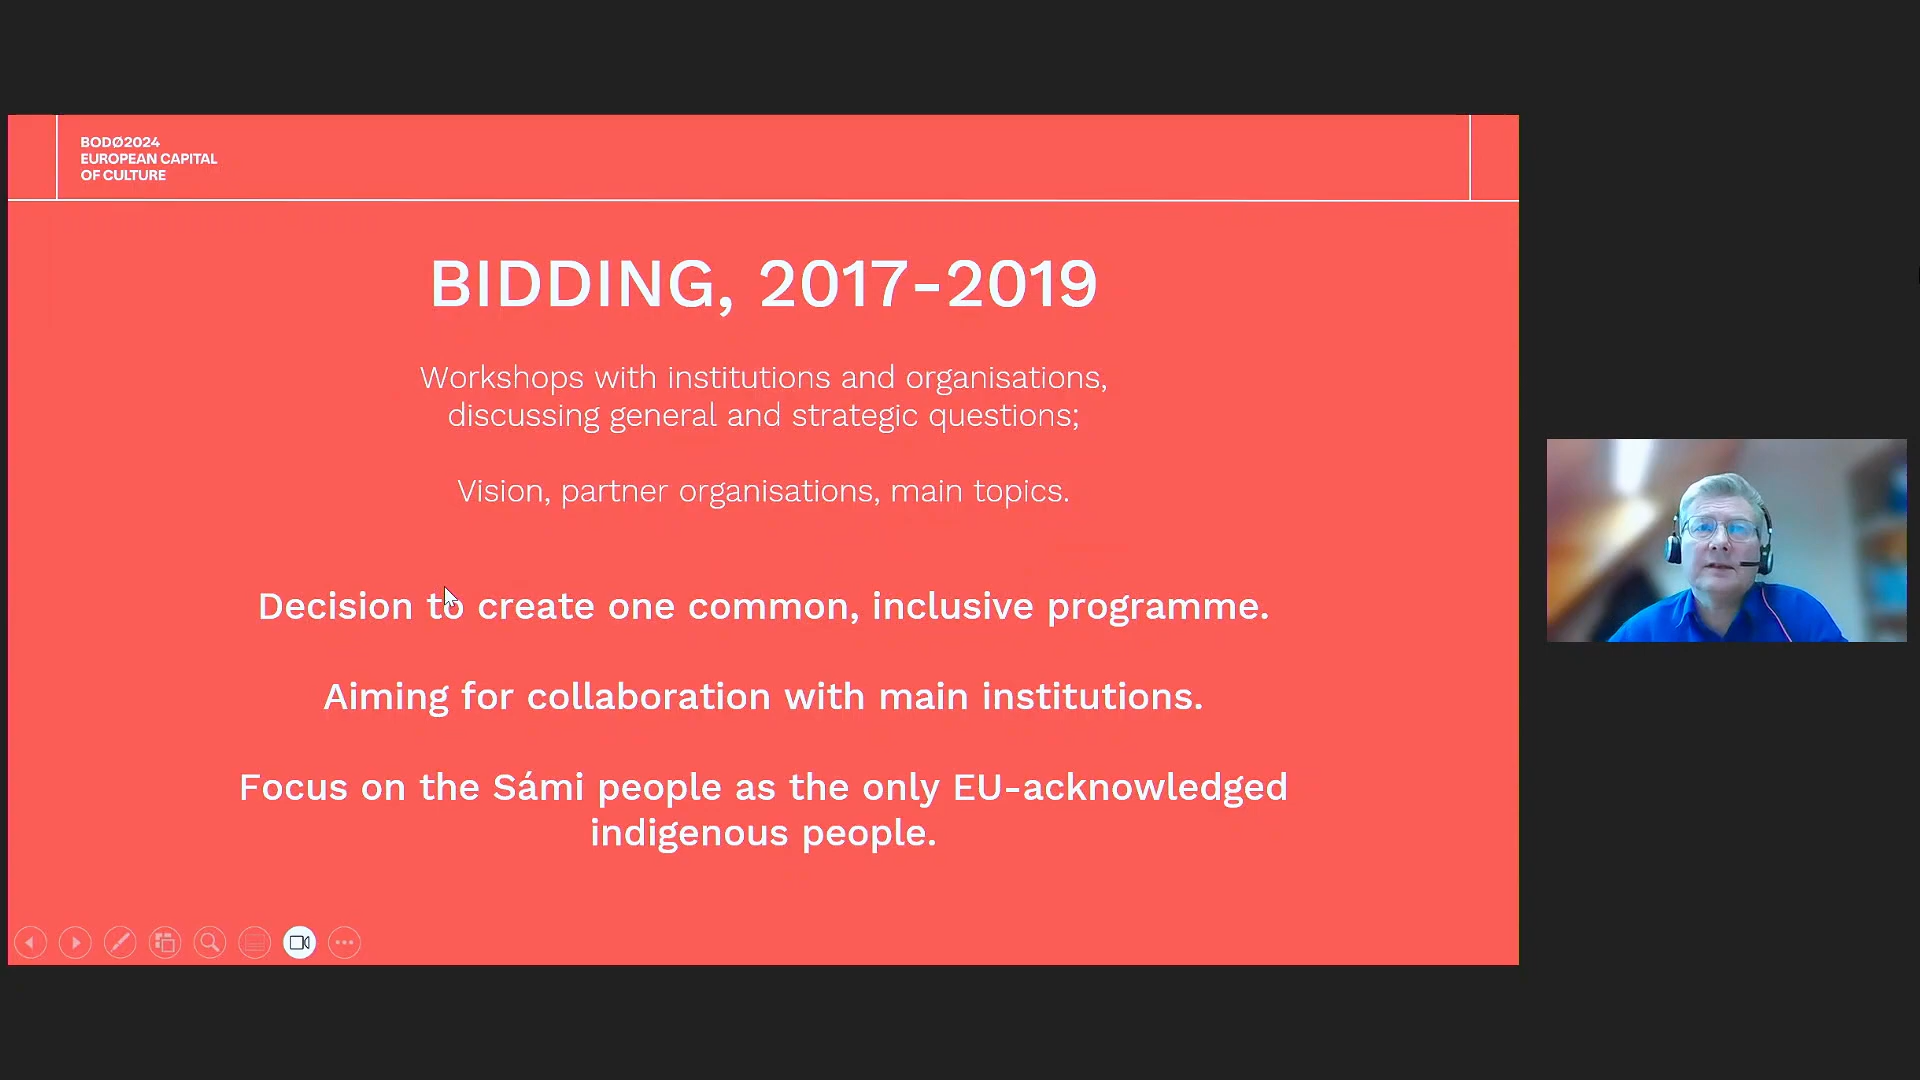 BODØ2024
EUROPEAN CAPITAL
OF CULTURE
BIDDING, 2017-2019
Workshops with institutions and organisations,
discussing general and strategic questions;
Vision, partner organisations, main topics.
Decision to create one common, inclusive programme.
Aiming for collaboration with main institutions.
Focus on the Sámi people as the only EU-acknowledged
indigenous people.